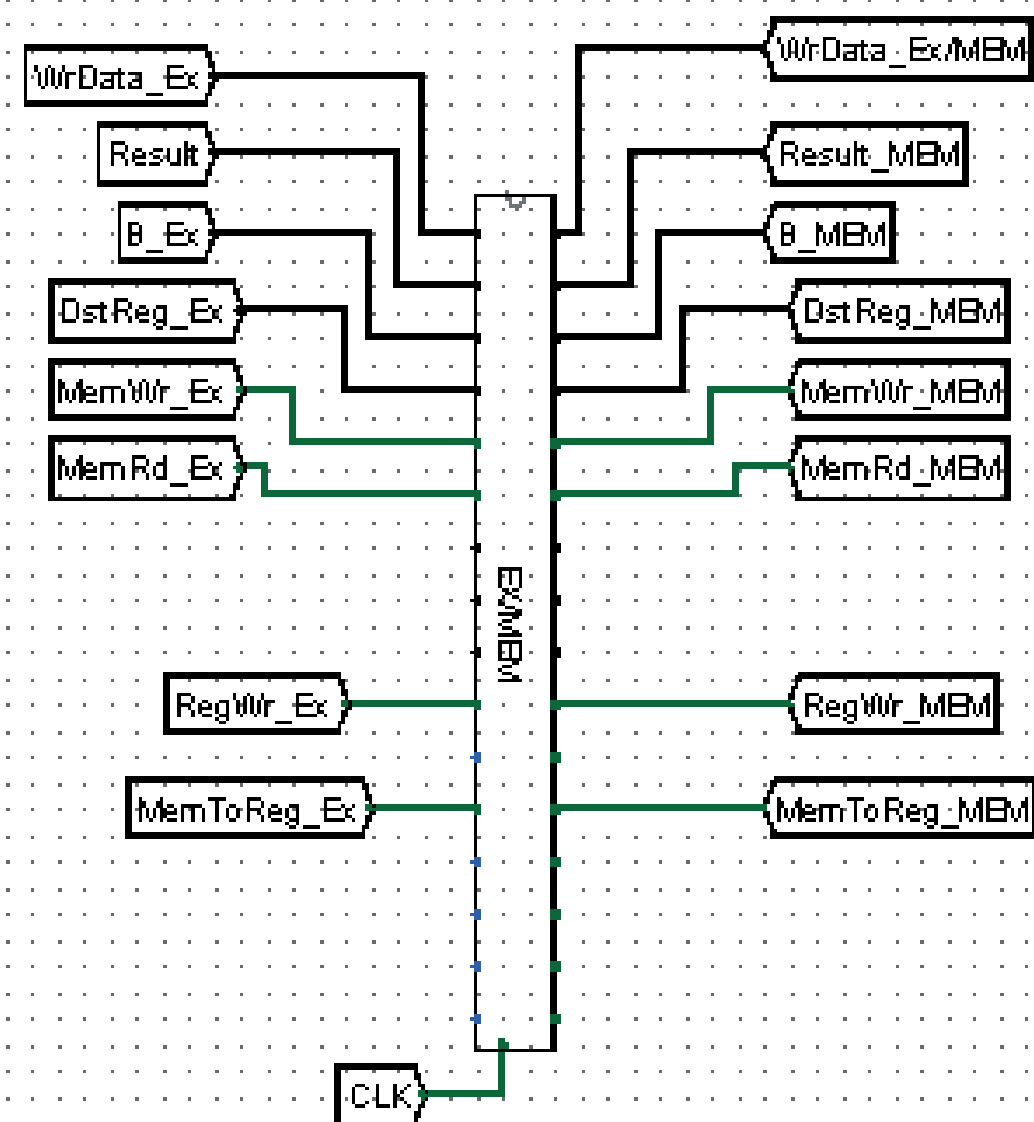 WrData_Ex
WrData_Ex/MEM
Result
Result_MEM
B_Ex
B_MEM
DstReg_Ex
DstReg_MEM
MemWr_Ex
MemWr_MEM
MemRd_Ex
MemRd_MEM
EX/MEM
RegWr_Ex
RegWr_MEM
MemToReg_Ex
MemToReg_MEM
CLK